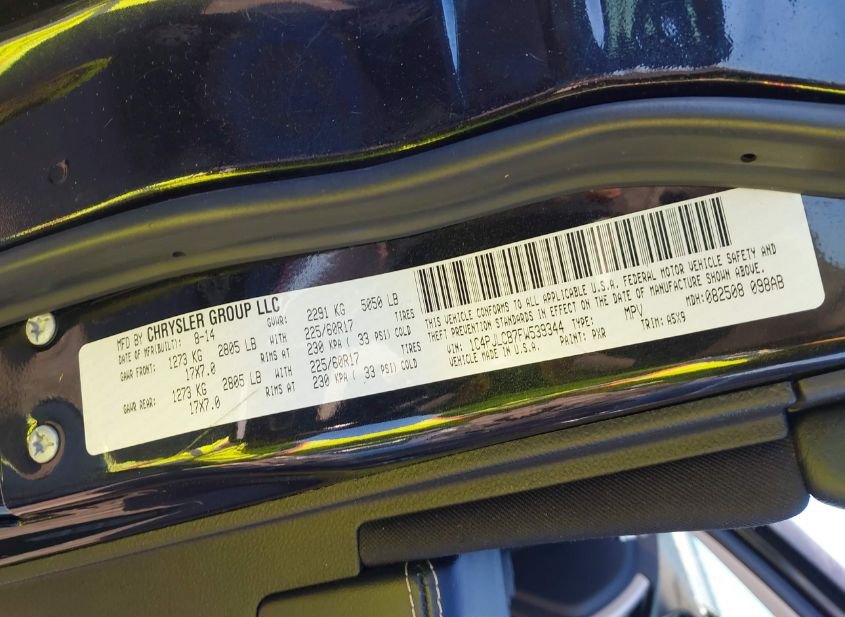 MFD BY CHRYSLER GROUP LLC
DATE OF MFR(BUILT): 8-14 GVWR: 2291 KG 5050 LB
GAWR FRONT: 1273 KG 2805 LB WITH 225/60R17 TIRES
17X7.0 RIMS AT 230 KPA ( 33 PSI) COLD
GAWR REAR: 1273 KG 2805 LB WITH 225/60R17 TIRES
17X7.0 RIMS AT 230 KPA ( 33 PSI) COLD
THIS VEHICLE CONFORMS TO ALL APPLICABLE U.S.A. FEDERAL MOTOR VEHICLE SAFETY AND
THEFT PREVENTION STANDARDS IN EFFECT ON THE DATE OF MANUFACTURE SHOWN ABOVE.
VIN: 1C4PJLCB7FW539344 TYPE: MPV MDH: 082508 098AB
VEHICLE MADE IN U.S.A. PAINT: PXR TRIM: A5X9